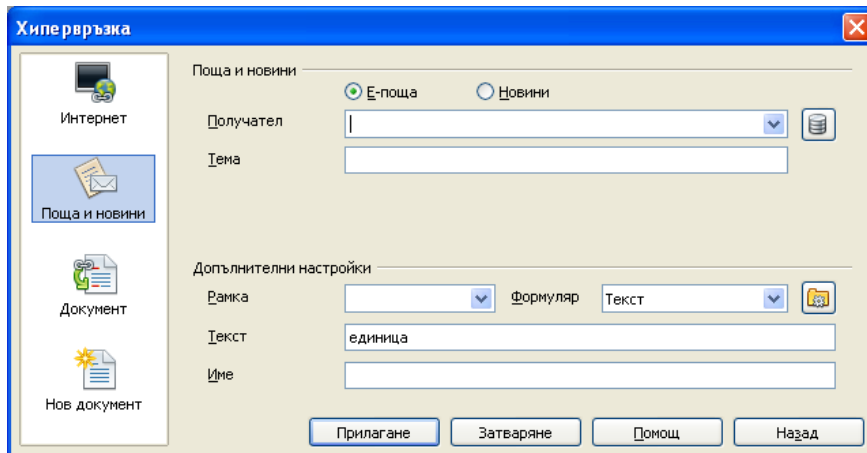 Хипервръзка
Интернет
Поща и новини
Документ
Нов документ
Поща и новини
Е-поща Новини
Получател
Тема
Допълнителни настройки
Рамка Формуляр Текст
Текст единица
Име
Прилагане Затваряне Помощ Назад